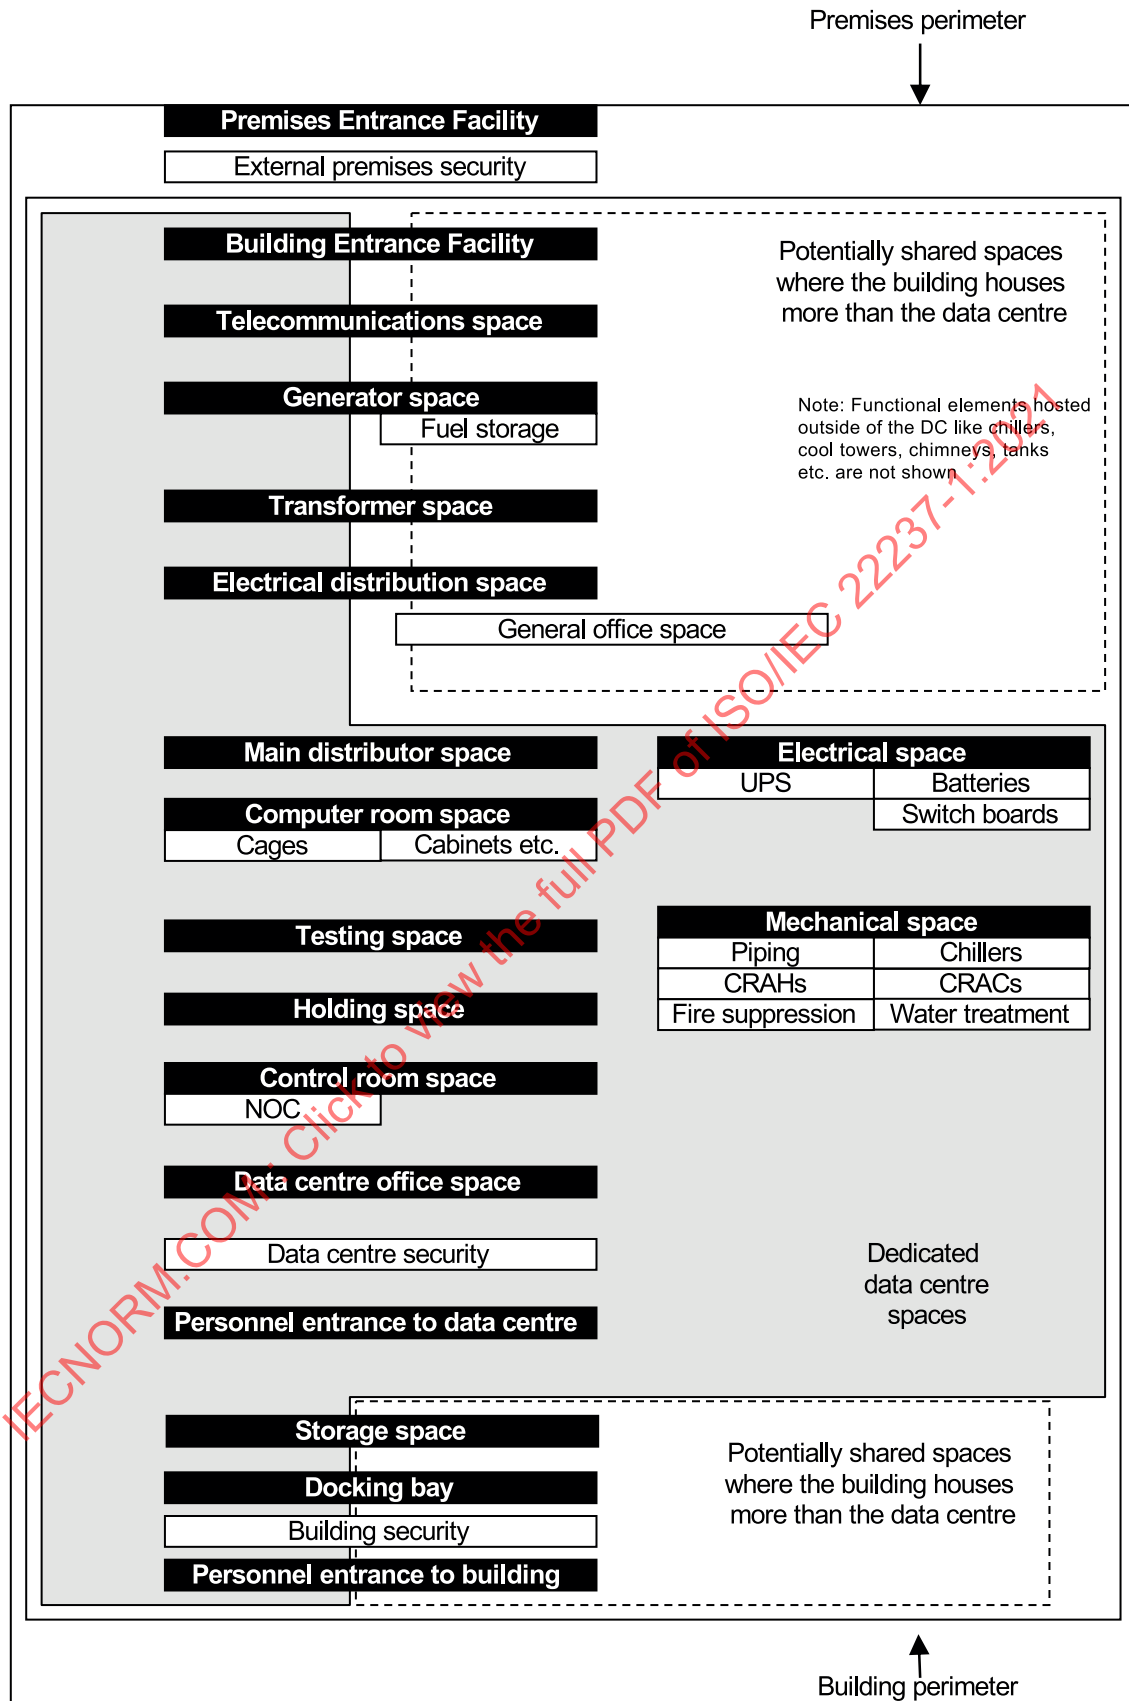 Premises perimeter
Premises Entrance Facility
External premises security
Building Entrance Facility
Potentially shared spaces
where the building houses
more than the data centre
Telecommunications space
Generator space
Fuel storage
Note: Functional elements hosted
outside of the DC like chillers,
cool towers, chimneys, tanks
etc. are not shown
Transformer space
Electrical distribution space
General office space
Main distributor space
Electrical space
UPS
Batteries
Switch boards
Computer room space
Cages
Cabinets etc.
Testing space
Mechanical space
Piping
Chillers
CRAHs
CRACs
Fire suppression
Water treatment
Holding space
Control room space
NOC
Data centre office space
Data centre security
Dedicated
data centre
spaces
Personnel entrance to data centre
Storage space
Potentially shared spaces
where the building houses
more than the data centre
Docking bay
Building security
Personnel entrance to building
Building perimeter
IECNORM.COM : Click to view the full PDF of ISO/IEC 22237-1:2021